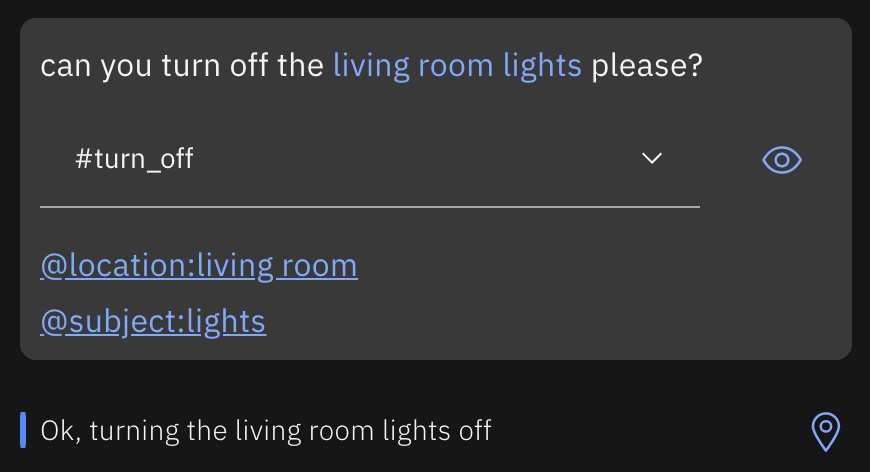 can you turn off the living room lights please?
#turn_off
@location:living room
@subject:lights
Ok, turning the living room lights off